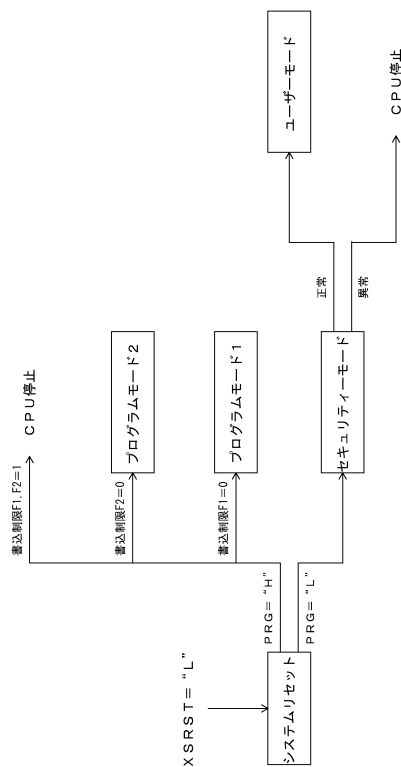 ＸＳＲＳＴ＝“Ｌ”
システムリセット
ＰＲＧ＝“Ｈ”
ＰＲＧ＝“Ｌ”
書込制限F1, F2=1
ＣＰＵ停止
書込制限F2=0
プログラムモード２
書込制限F1=0
プログラムモード１
セキュリティーモード
正常
異常
ユーザーモード
ＣＰＵ停止